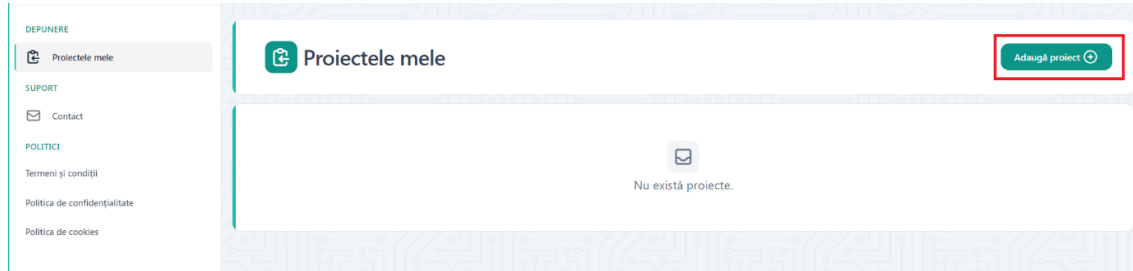 DEPUNERE
Proiectele mele
SUPORT
Contact
POLITICI
Termeni și condiții
Politica de confidențialitate
Politica de cookies
Proiectele mele
Adaugă proiect
Nu există proiecte.